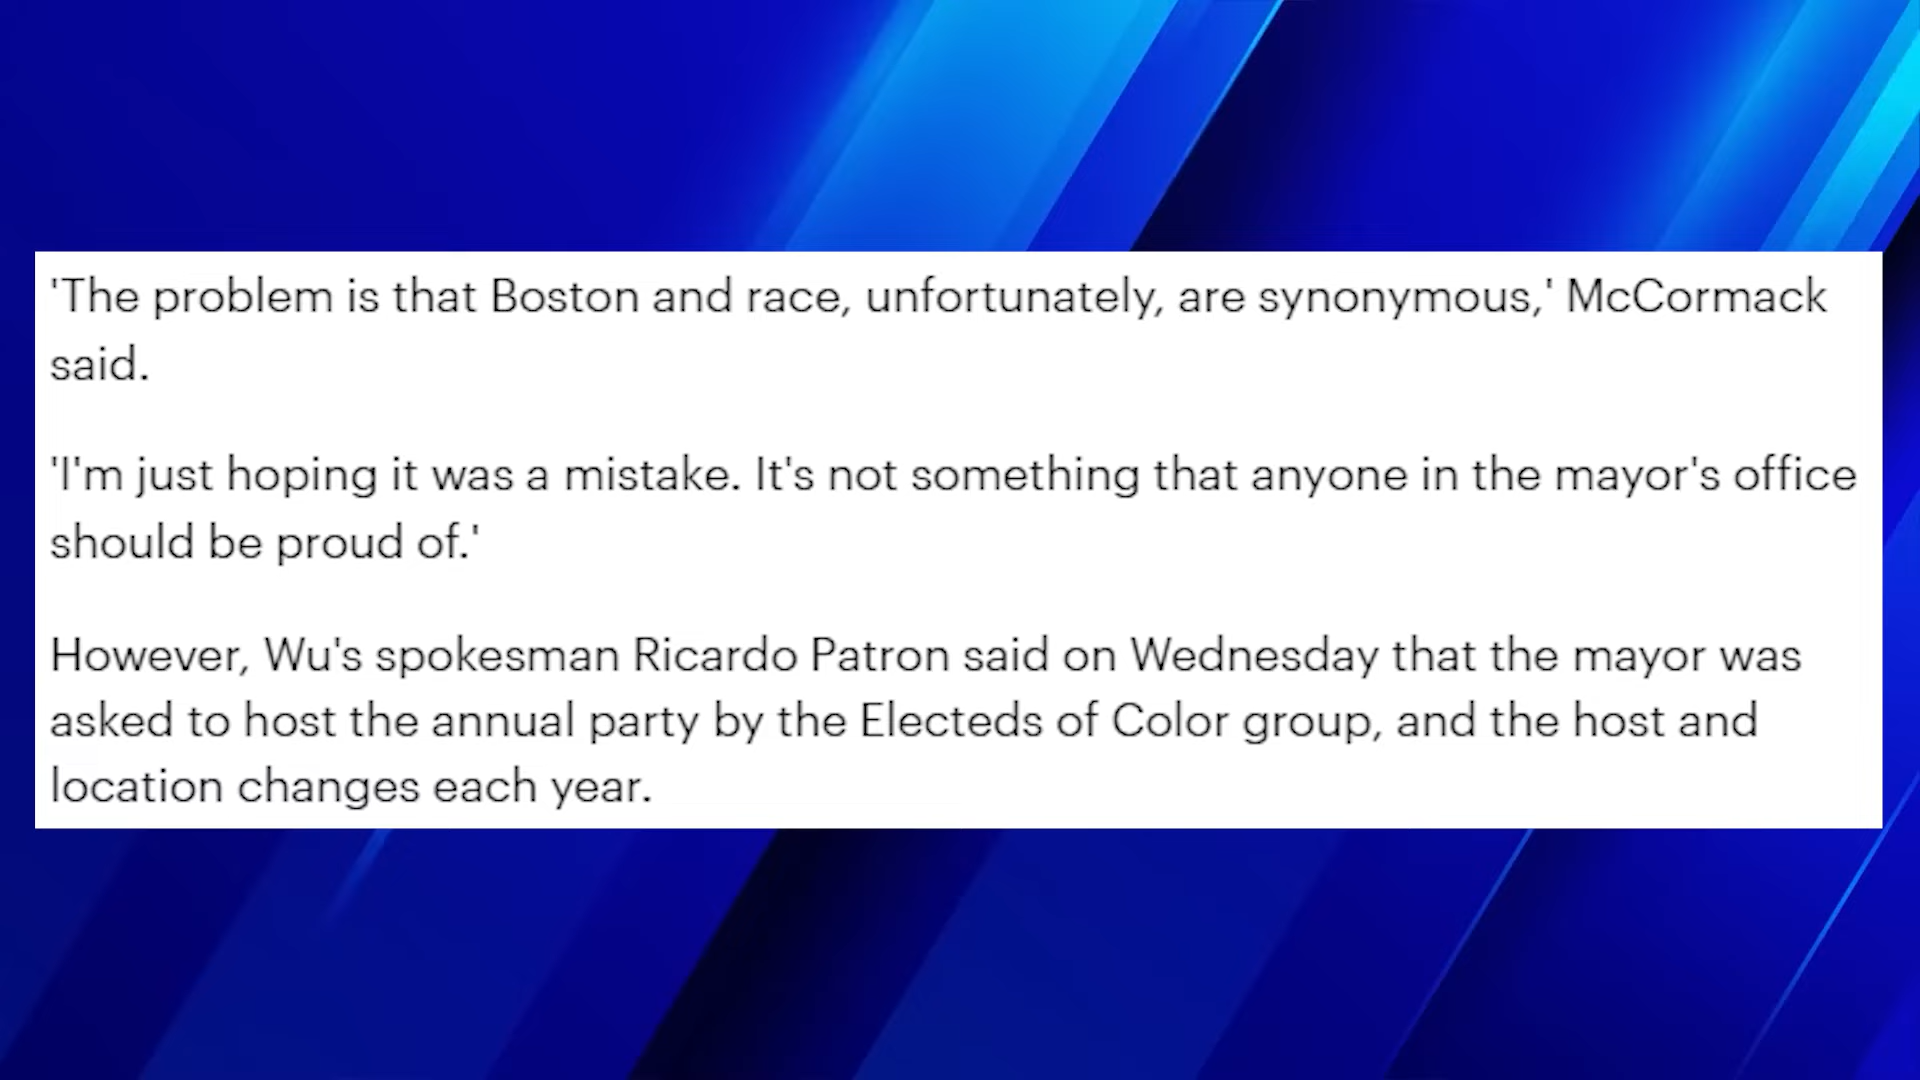 'The problem is that Boston and race, unfortunately, are synonymous,' McCormack
said.
'I'm just hoping it was a mistake. It's not something that anyone in the mayor's office
should be proud of.'
However, Wu's spokesman Ricardo Patron said on Wednesday that the mayor was
asked to host the annual party by the Electeds of Color group, and the host and
location changes each year.